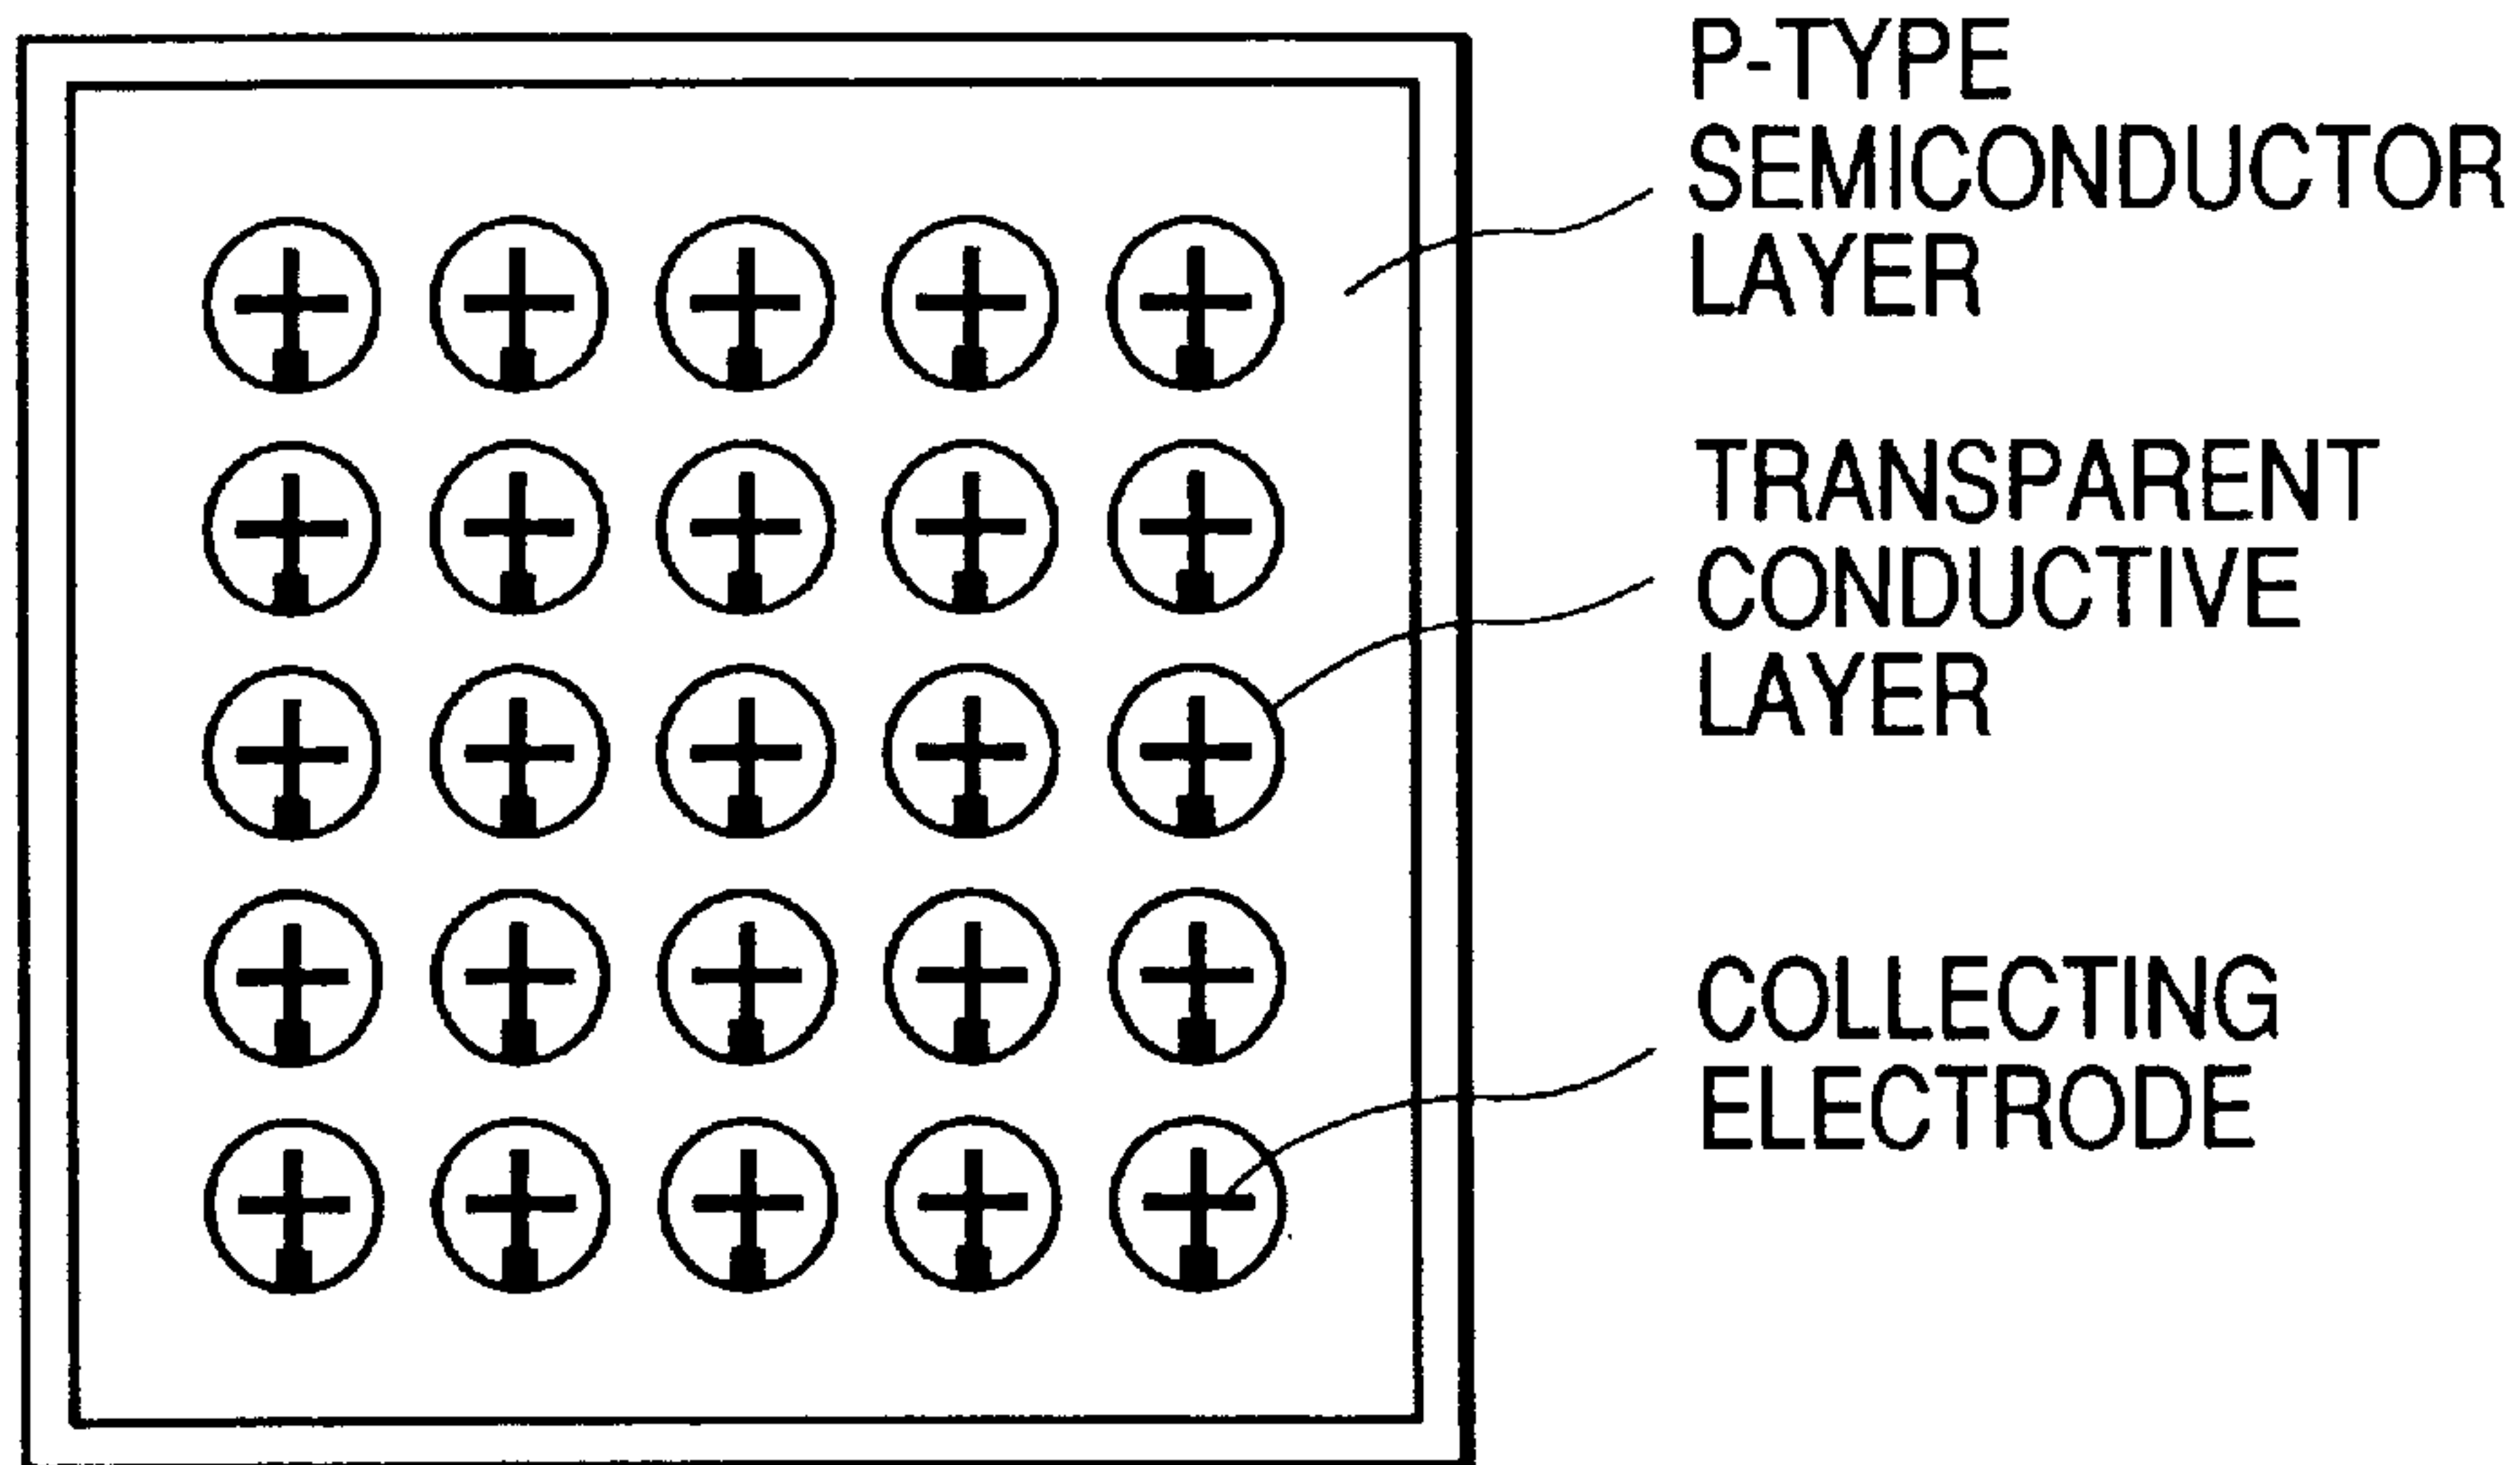 P-TYPE
SEMICONDUCTOR
LAYER
TRANSPARENT
CONDUCTIVE
LAYER
COLLECTING
ELECTRODE